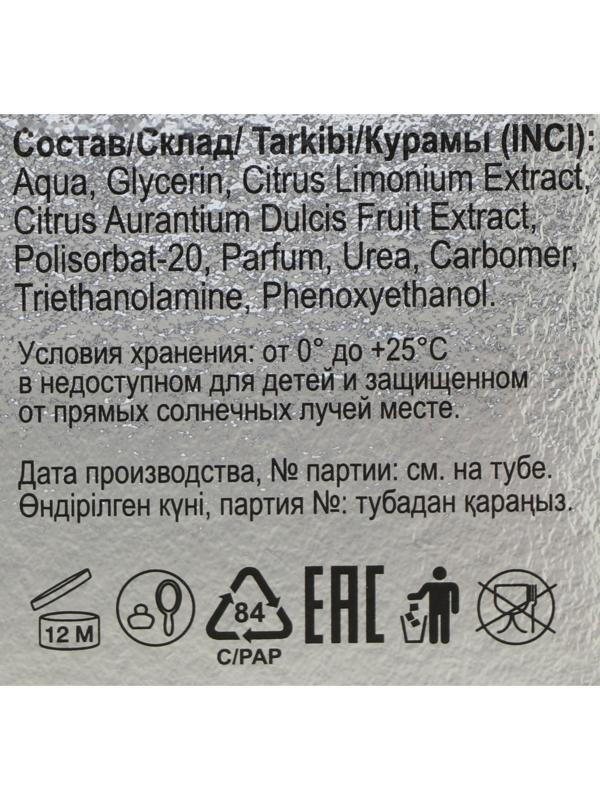 Состав/Склад/ Tarkibi/Курамы (INCI):
Aqua, Glycerin, Citrus Limonium Extract,
Citrus Aurantium Dulcis Fruit Extract,
Polisorbat-20, Parfum, Urea, Carbomer,
Triethanolamine, Phenoxyethanol.
Условия хранения: от 0° до +25°C
в недоступном для детей и защищенном
от прямых солнечных лучей месте.
Дата производства, № партии: см. на тубе.
Өндірілген күні, партия №: тубадан қараңыз.
12 M
84
C/PAP
EAC